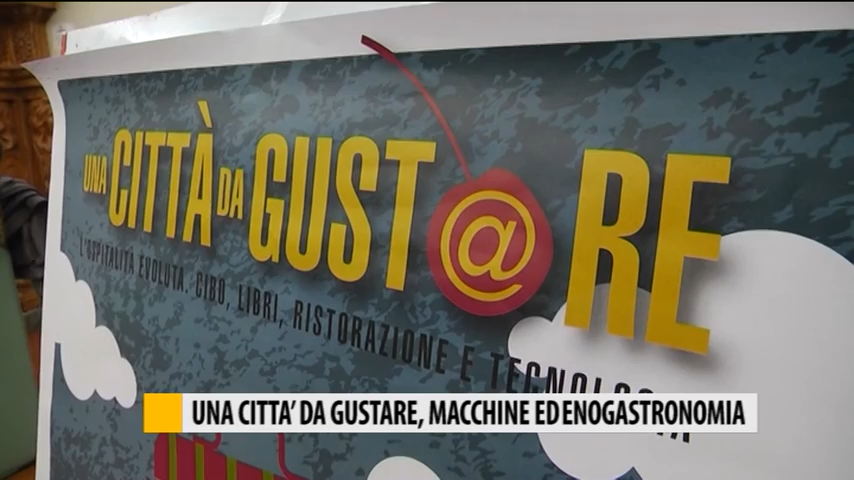 UNA CITTÀ DA GUST@RE
L'OSPITALITÀ EVOLUTA, CIBO, LIBRI, RISTORAZIONE E
UNA CITTA' DA GUSTARE, MACCHINE ED ENOGASTRONOMIA